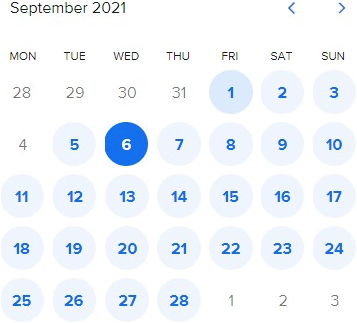 September 2021
MON TUE WED THU FRI SAT SUN
28 29 30 31 1 2 3
4 5 6 7 8 9 10
11 12 13 14 15 16 17
18 19 20 21 22 23 24
25 26 27 28 1 2 3